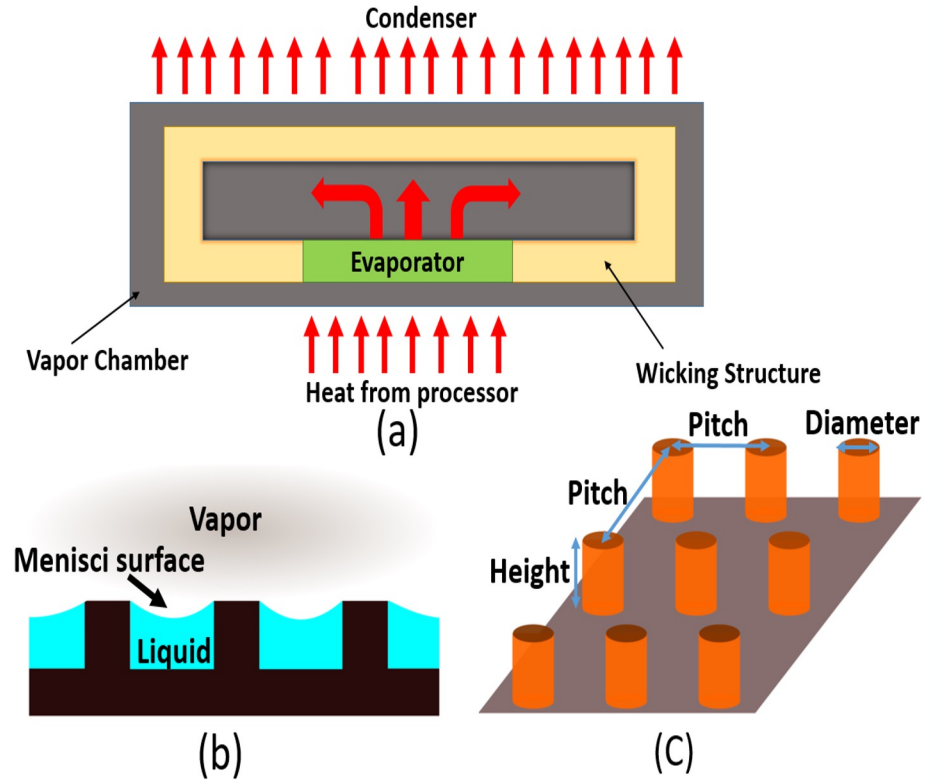 Condenser
Evaporator
Vapor Chamber
Heat from processor
Wicking Structure
(a)
Vapor
Menisci surface
Liquid
(b)
Pitch
Diameter
Pitch
Height
(C)